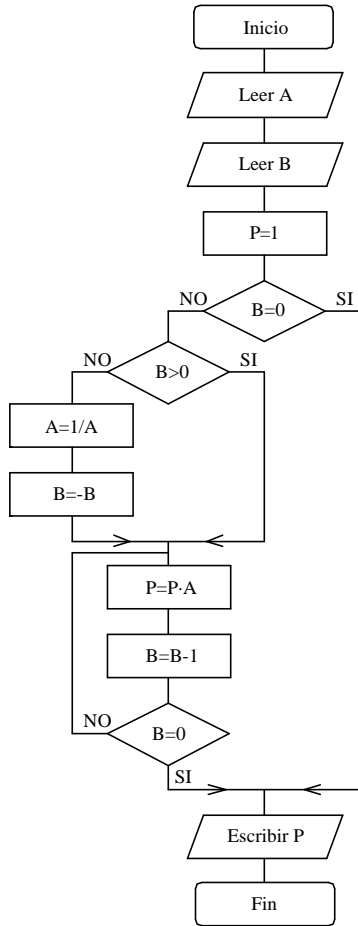 Inicio
Leer A
Leer B
P=1
NO
B=0
SI
NO
B>0
SI
A=1/A
B=-B
P=P·A
B=B-1
NO
B=0
SI
Escribir P
Fin